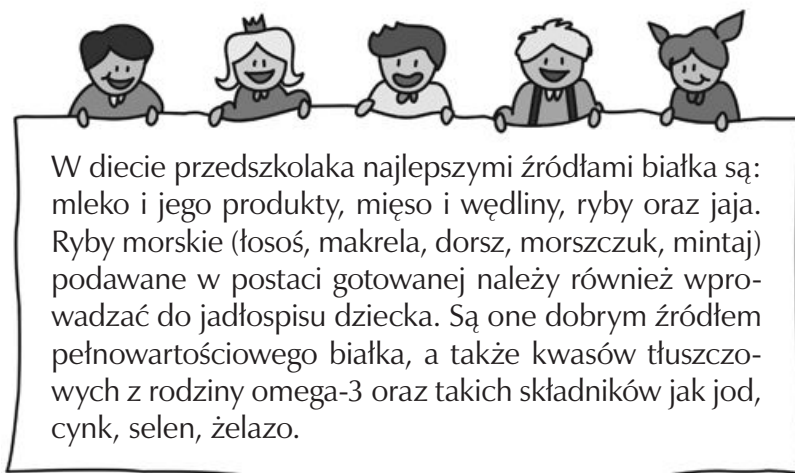 W diecie przedszkolaka najlepszymi źródłami białka są:
mleko i jego produkty, mięso i wędliny, ryby oraz jaja.
Ryby morskie (łosoś, makrela, dorsz, morszczuk, mintaj)
podawane w postaci gotowanej należy również wpro-
wadzać do jadłospisu dziecka. Są one dobrym źródłem
pełnowartościowego białka, a także kwasów tłuszczo-
wych z rodziny omega-3 oraz takich składników jak jod,
cynk, selen, żelazo.